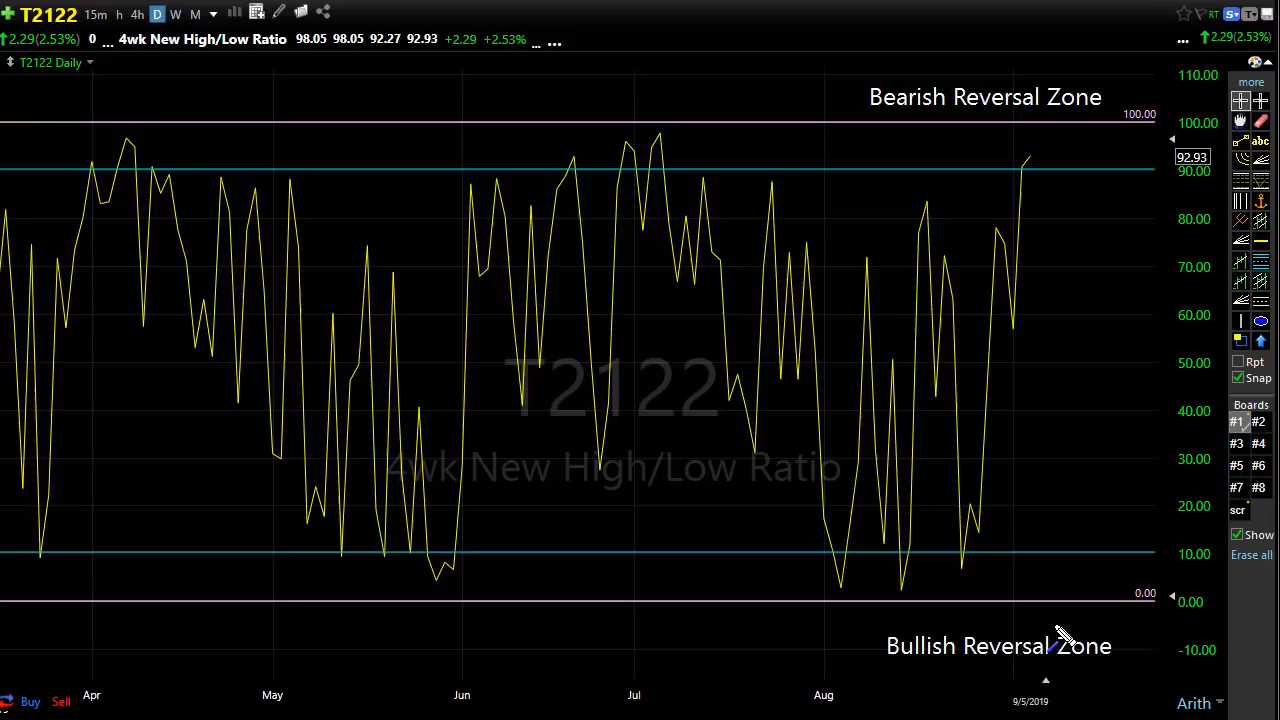 T2122 15m h 4h D W M RT S T
2.29(2.53%) 0 ... 4wk New High/Low Ratio 98.05 98.05 92.27 92.93 +2.29 +2.53% ... ... ... 2.29(2.53%)
T2122 Daily
more
110.00
Bearish Reversal Zone
100.00
100.00
abc
92.93
90.00
80.00
70.00
60.00
50.00
40.00
30.00
20.00
10.00
0.00
0.00
-10.00
T2122
4wk New High/Low Ratio
Rpt
Snap
Boards
#1 #2
#3 #4
#5 #6
#7 #8
scr
Show
Erase all
Bullish Reversal Zone
Buy Sell
Apr May Jun Jul Aug
9/5/2019
Arith